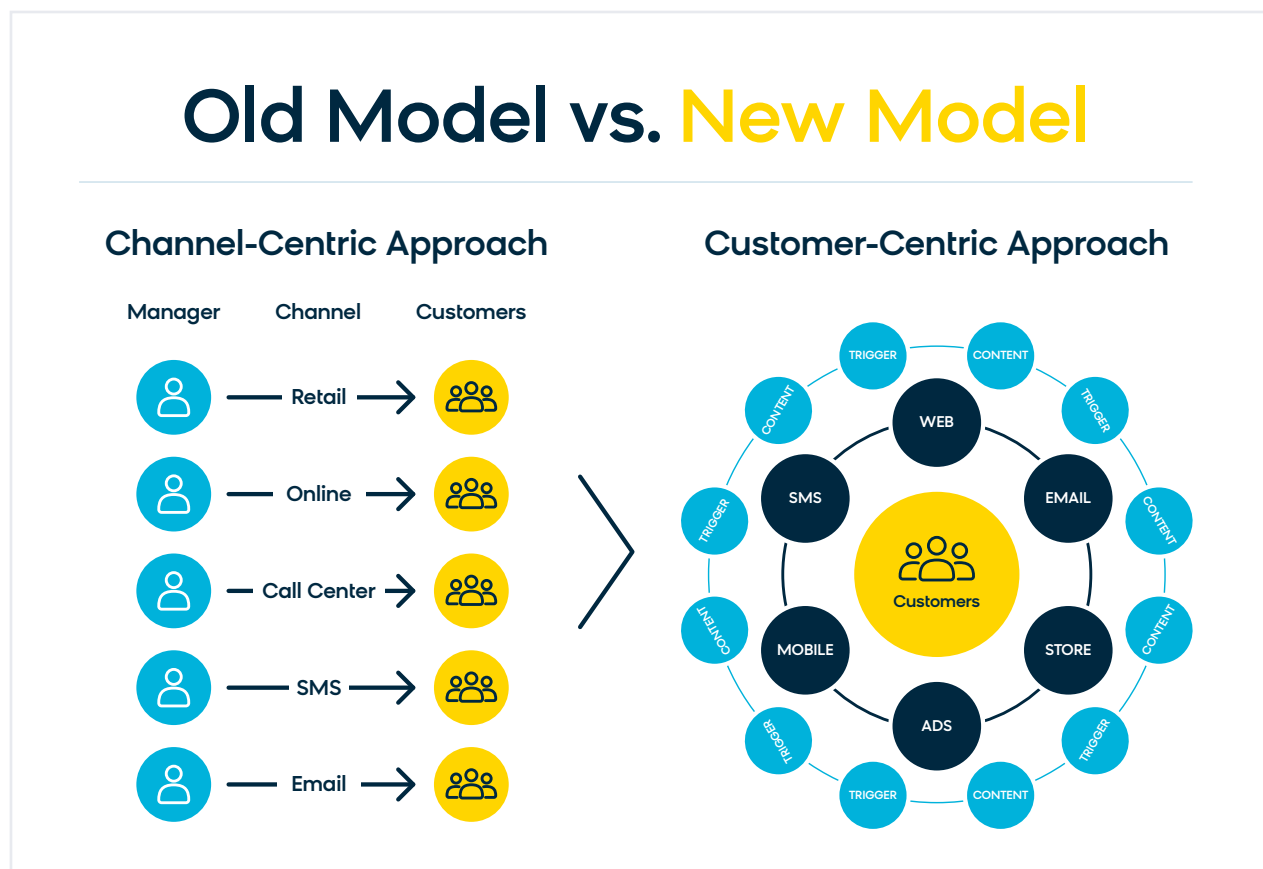 Old Model vs. New Model
Channel-Centric Approach
Manager Channel Customers
Retail
Online
Call Center
SMS
Email
Customer-Centric Approach
TRIGGER
CONTENT
TRIGGER
CONTENT
CONTENT
TRIGGER
CONTENT
TRIGGER
TRIGGER
CONTENT
TRIGGER
CONTENT
WEB
EMAIL
STORE
ADS
MOBILE
SMS
Customers